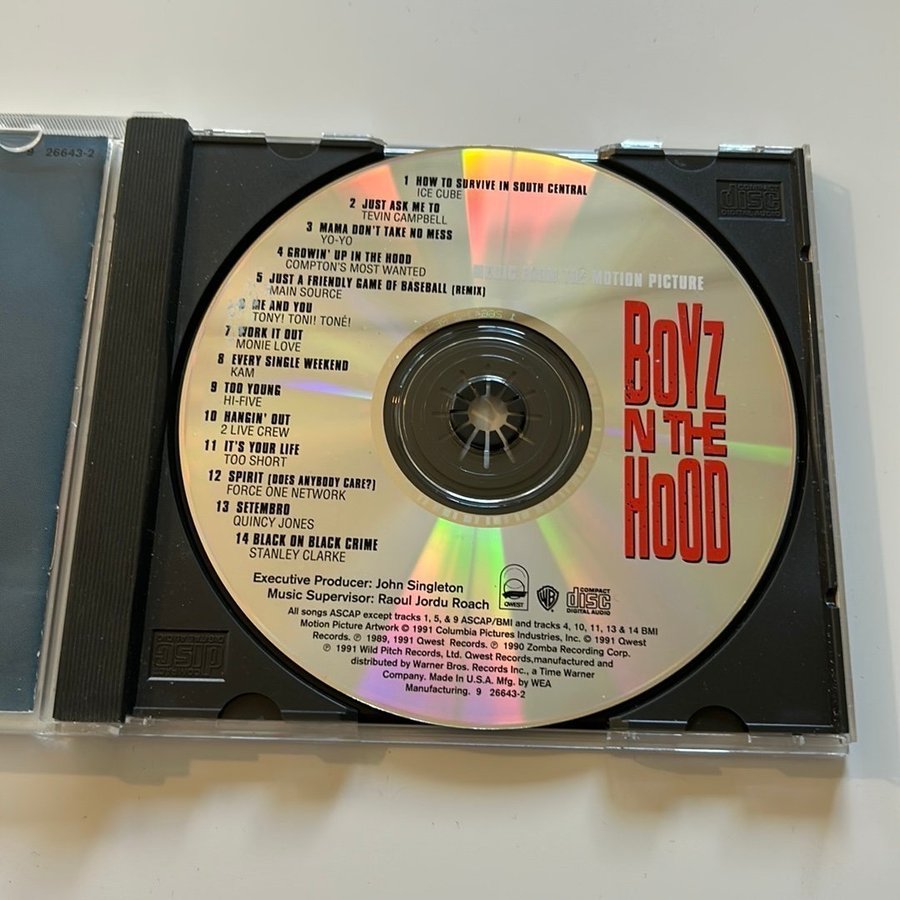 9 26643-2
COMPACT
disc
DIGITAL AUDIO
1 HOW TO SURVIVE IN SOUTH CENTRAL
ICE CUBE
2 JUST ASK ME TO
TEVIN CAMPBELL
3 MAMA DON'T TAKE NO MESS
YO-YO
4 GROWIN' UP IN THE HOOD
COMPTON'S MOST WANTED
5 JUST A FRIENDLY GAME OF BASEBALL (REMIX)
MAIN SOURCE
6 ME AND YOU
TONY! TONI! TONÉ!
7 WORK IT OUT
MONIE LOVE
8 EVERY SINGLE WEEKEND
KAM
9 TOO YOUNG
HI-FIVE
10 HANGIN' OUT
2 LIVE CREW
11 IT'S YOUR LIFE
TOO SHORT
12 SPIRIT (DOES ANYBODY CARE?)
FORCE ONE NETWORK
13 SETEMBRO
QUINCY JONES
14 BLACK ON BLACK CRIME
STANLEY CLARKE
MUSIC FROM THE MOTION PICTURE
BOYZ
N THE
HOOD
Executive Producer: John Singleton
Music Supervisor: Raoul Jordu Roach
QWEST
WB
COMPACT
disc
DIGITAL AUDIO
All songs ASCAP except tracks 1, 5, & 9 ASCAP/BMI and tracks 4, 10, 11, 13 & 14 BMI
Motion Picture Artwork © 1991 Columbia Pictures Industries, Inc. © 1991 Qwest
Records. ℗ 1989, 1991 Qwest Records. ℗ 1990 Zomba Recording Corp.
℗ 1991 Wild Pitch Records, Ltd. Qwest Records,manufactured and
distributed by Warner Bros. Records Inc., a Time Warner
Company. Made In U.S.A. Mfg. by WEA
Manufacturing. 9 26643-2
COMPACT
disc
DIGITAL AUDIO